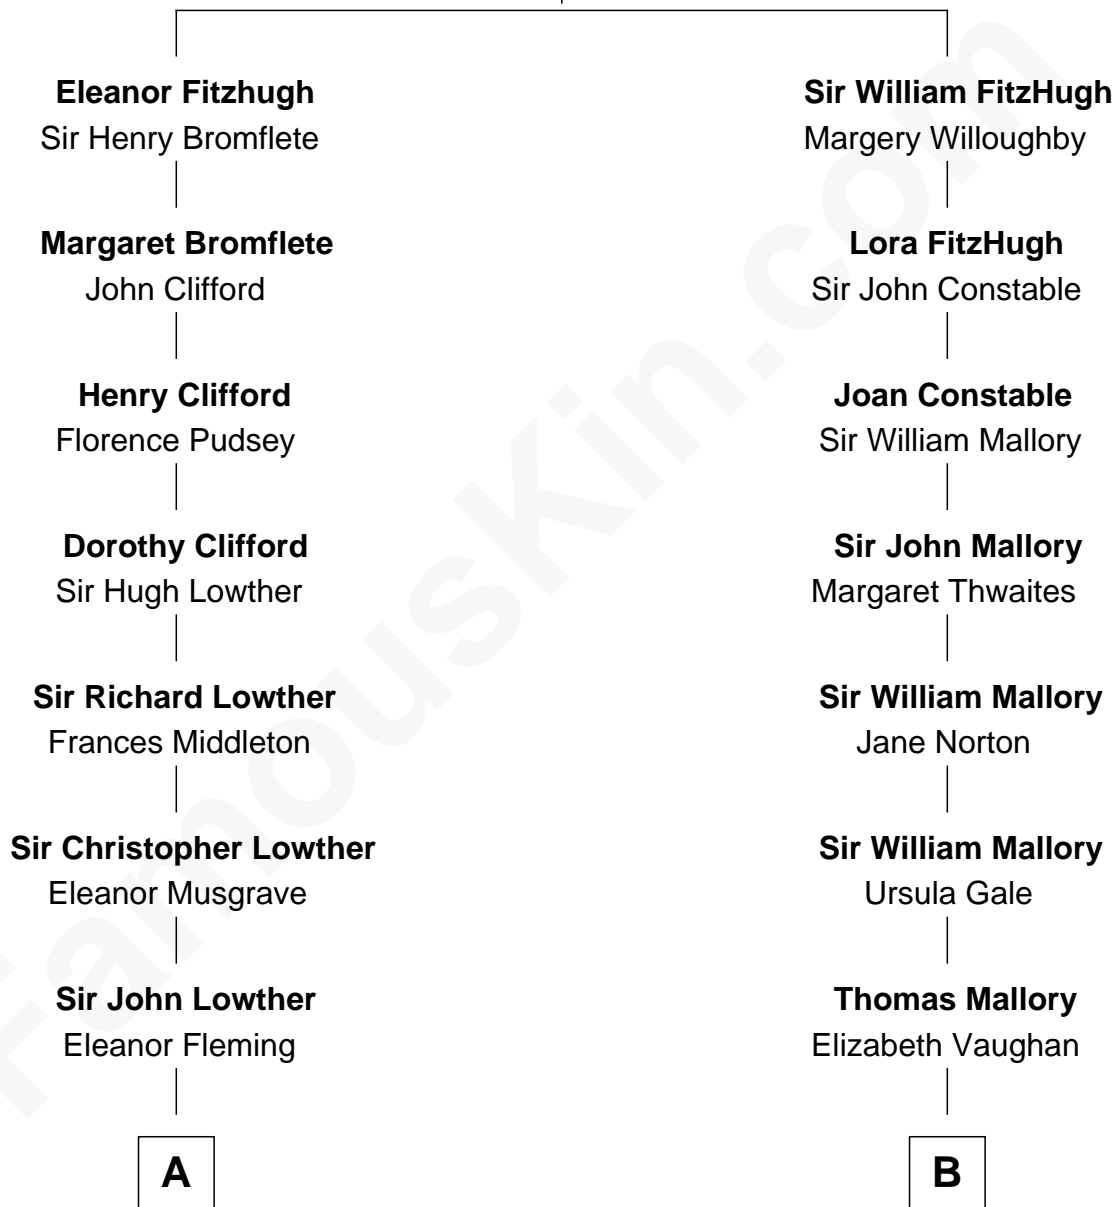 Eleanor Fitzhugh
Sir Henry Bromflete
Margaret Bromflete
John Clifford
Henry Clifford
Florence Pudsey
Dorothy Clifford
Sir Hugh Lowther
Sir Richard Lowther
Frances Middleton
Sir Christopher Lowther
Eleanor Musgrave
Sir John Lowther
Eleanor Fleming
A
Sir William FitzHugh
Margery Willoughby
Lora FitzHugh
Sir John Constable
Joan Constable
Sir William Mallory
Sir John Mallory
Margaret Thwaites
Sir William Mallory
Jane Norton
Sir William Mallory
Ursula Gale
Thomas Mallory
Elizabeth Vaughan
B
FamousKin.com